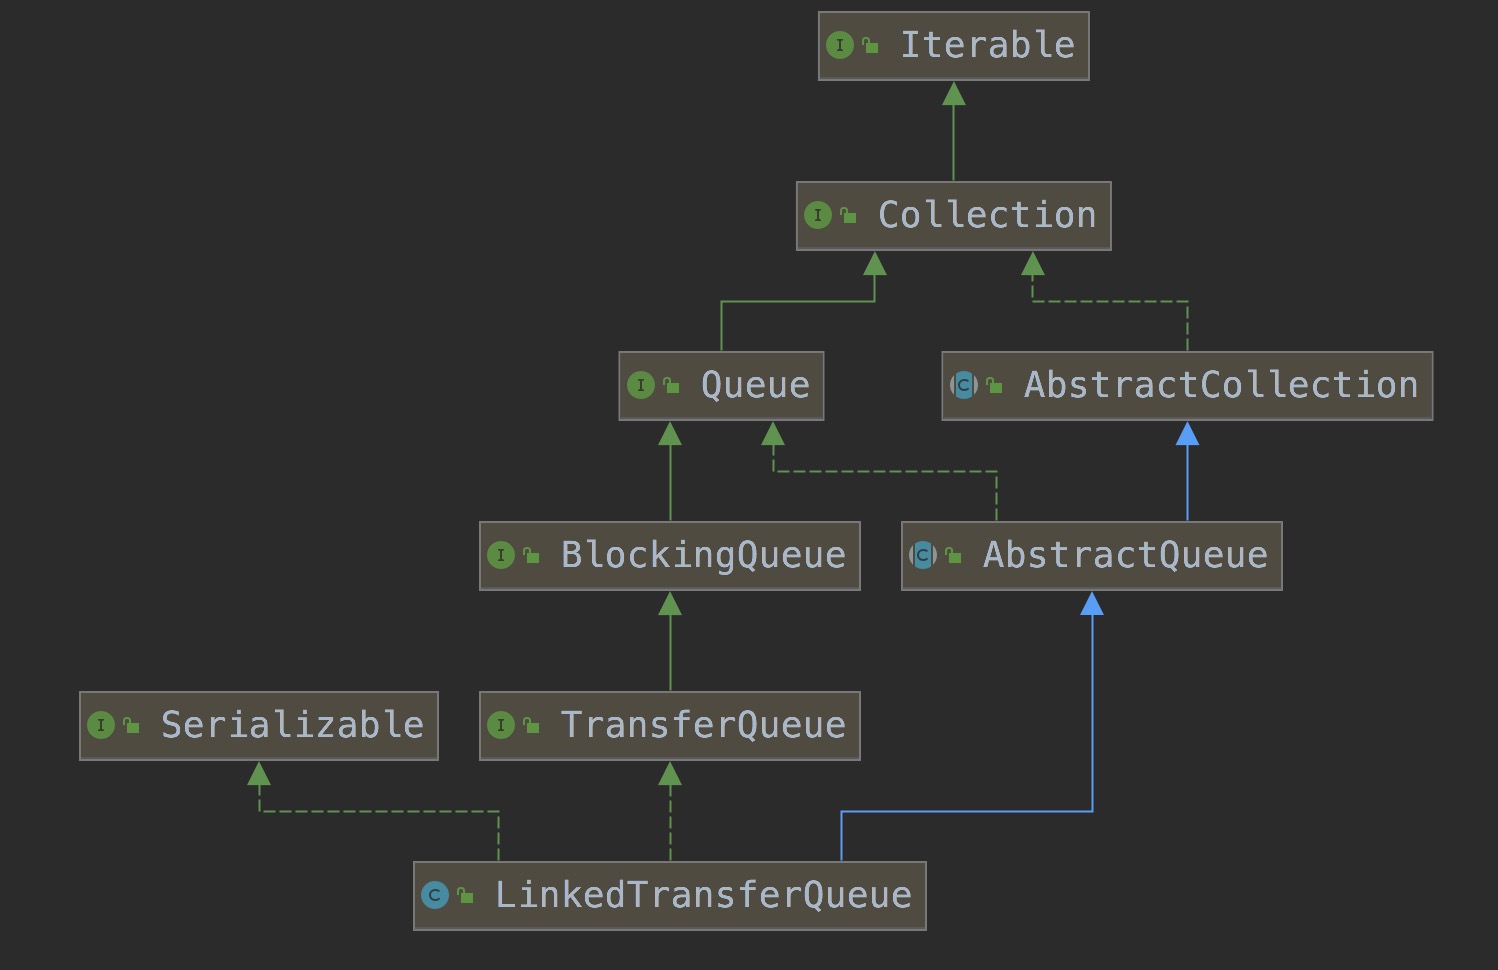 Iterable
Collection
Queue
AbstractCollection
BlockingQueue
AbstractQueue
Serializable
TransferQueue
LinkedTransferQueue